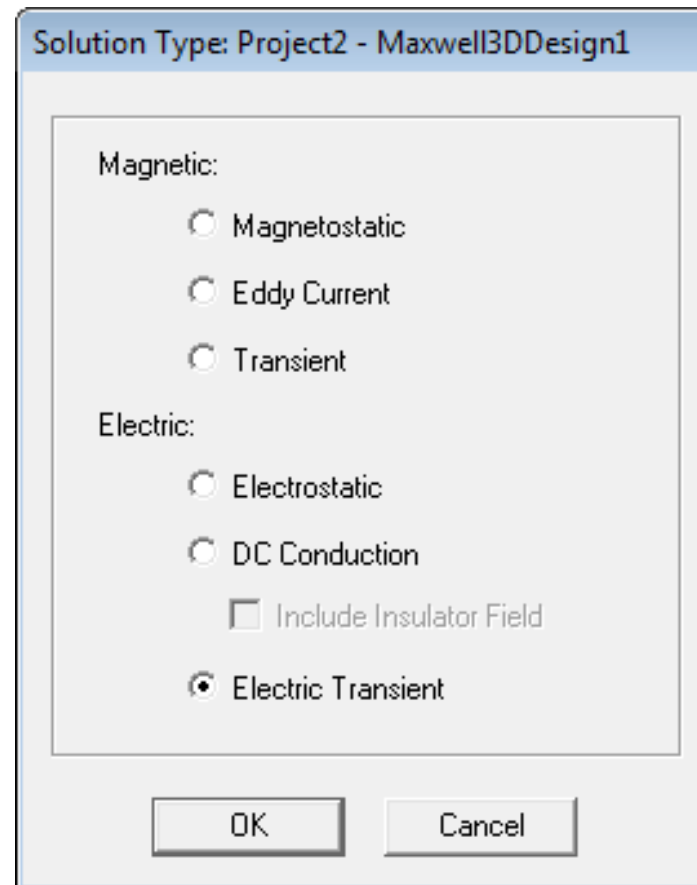 Solution Type: Project2 - Maxwell3DDesign1
Magnetic:
Magnetostatic
Eddy Current
Transient
Electric:
Electrostatic
DC Conduction
Include Insulator Field
Electric Transient
OK
Cancel